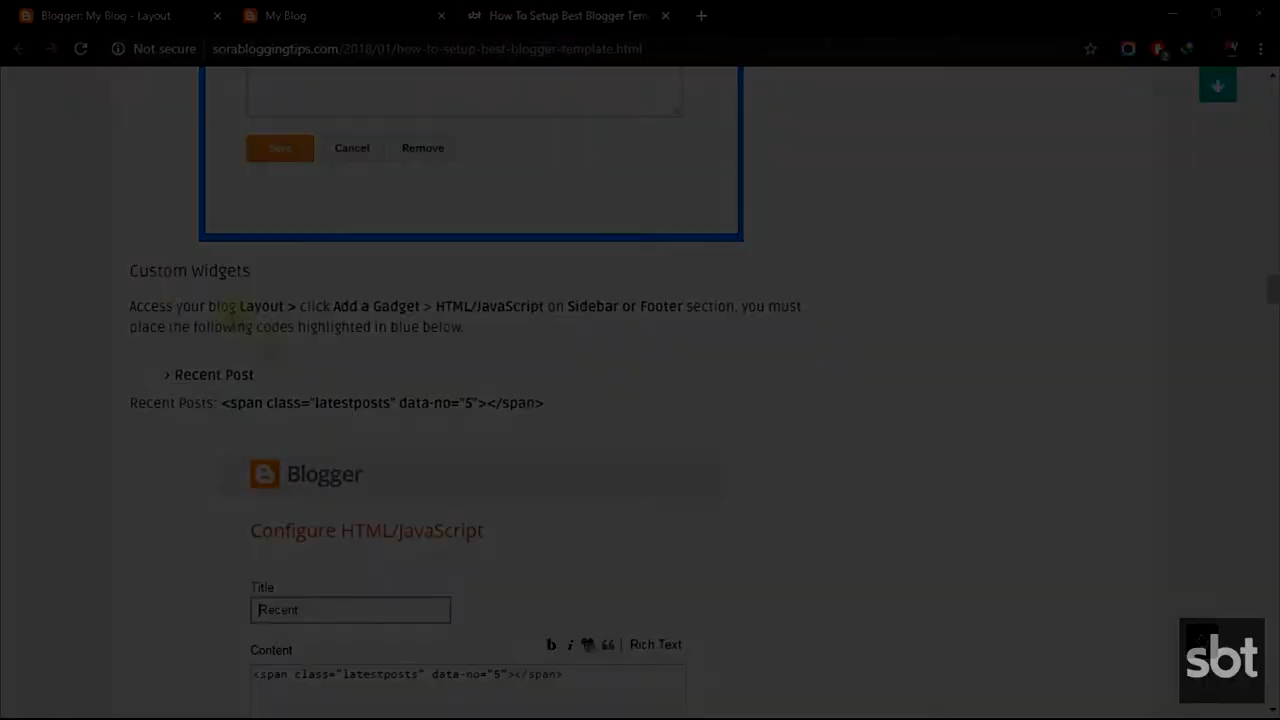 Blogger: My Blog - Layout
My Blog
sbt How To Setup Best Blogger Tem
Not secure
sorabloggingtips.com/2018/01/how-to-setup-best-blogger-template.html
Save
Cancel
Remove
Custom Widgets
Access your blog Layout > click Add a Gadget > HTML/JavaScript on Sidebar or Footer section, you must
place the following codes highlighted in blue below.
> Recent Post
Recent Posts: <span class="latestposts" data-no="5"></span>
Blogger
Configure HTML/JavaScript
Title
Recent
Content
b i Rich Text
<span class="latestposts" data-no="5"></span>
sbt